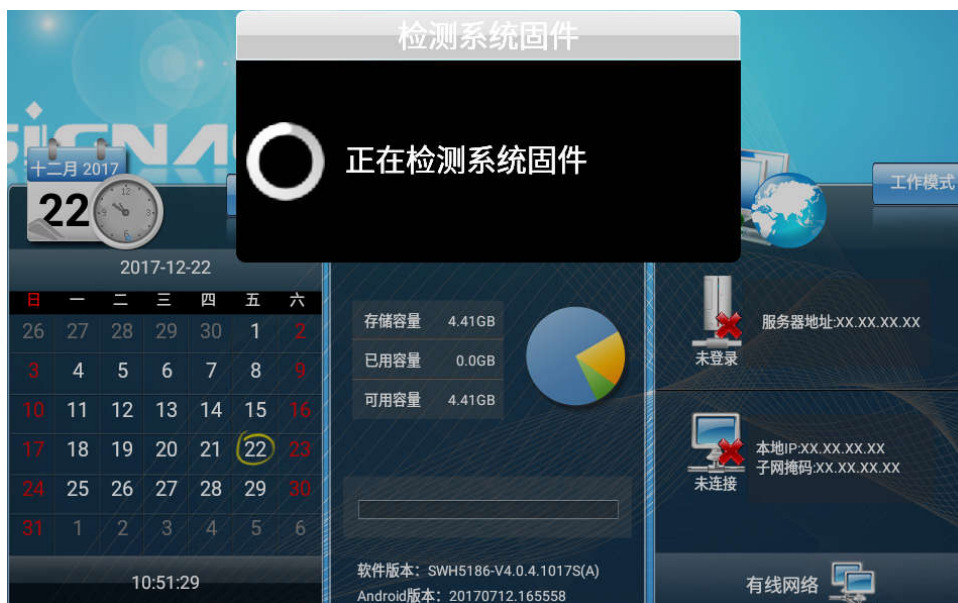 检测系统固件
正在检测系统固件
十二月 2017
22
12
3
6
9
工作模式
2017-12-22
日 一 二 三 四 五 六
26 27 28 29 30 1 2
3 4 5 6 7 8 9
10 11 12 13 14 15 16
17 18 19 20 21 22 23
24 25 26 27 28 29 30
31 1 2 3 4 5 6
10:51:29
存储容量 4.41GB
已用容量 0.0GB
可用容量 4.41GB
软件版本：SWH5186-V4.0.4.1017S(A)
Android版本：20170712.165558
服务器地址:XX.XX.XX.XX
未登录
本地IP:XX.XX.XX.XX
子网掩码:XX.XX.XX.XX
未连接
有线网络